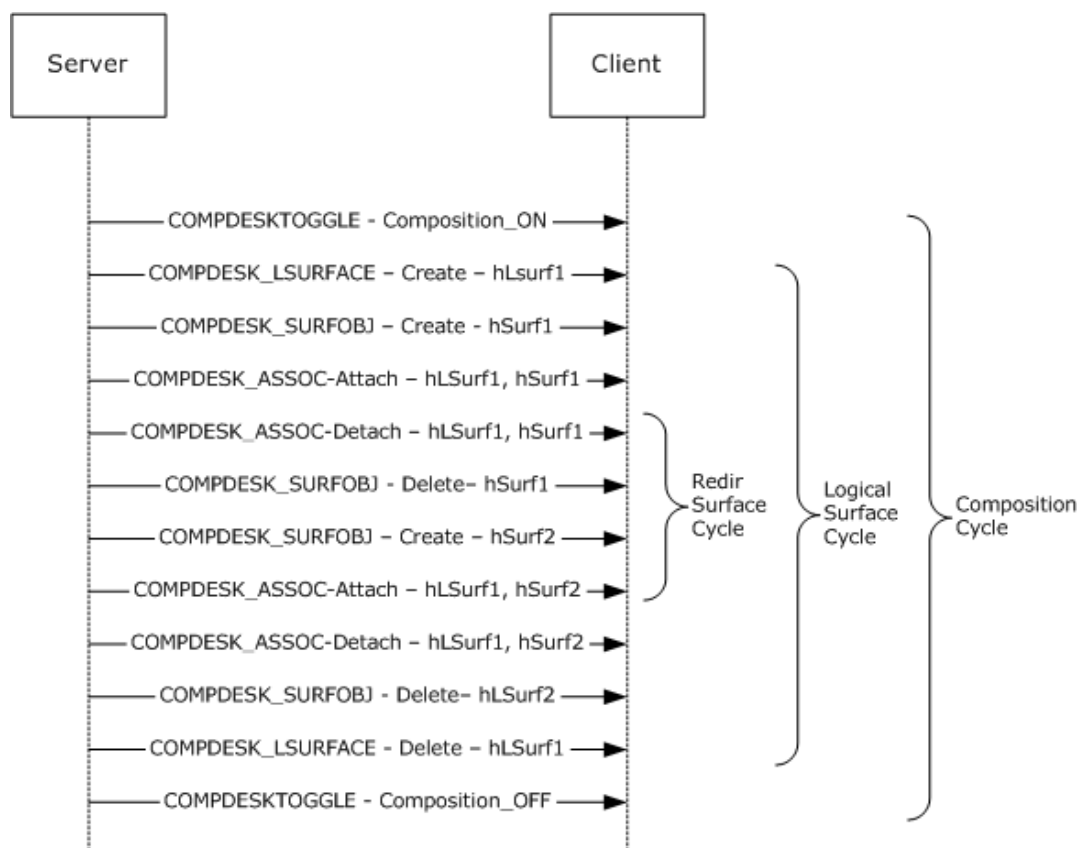 Server
Client
COMPDESKTOGGLE - Composition_ON
COMPDESK_LSURFACE – Create – hLsurf1
COMPDESK_SURFOBJ – Create - hSurf1
COMPDESK_ASSOC-Attach – hLSurf1, hSurf1
COMPDESK_ASSOC-Detach – hLSurf1, hSurf1
COMPDESK_SURFOBJ - Delete– hSurf1
COMPDESK_SURFOBJ - Create – hSurf2
COMPDESK_ASSOC-Attach – hLSurf1, hSurf2
COMPDESK_ASSOC-Detach – hLSurf1, hSurf2
COMPDESK_SURFOBJ - Delete– hLSurf2
COMPDESK_LSURFACE - Delete – hLSurf1
COMPDESKTOGGLE - Composition_OFF
Redir
Surface
Cycle
Logical
Surface
Cycle
Composition
Cycle